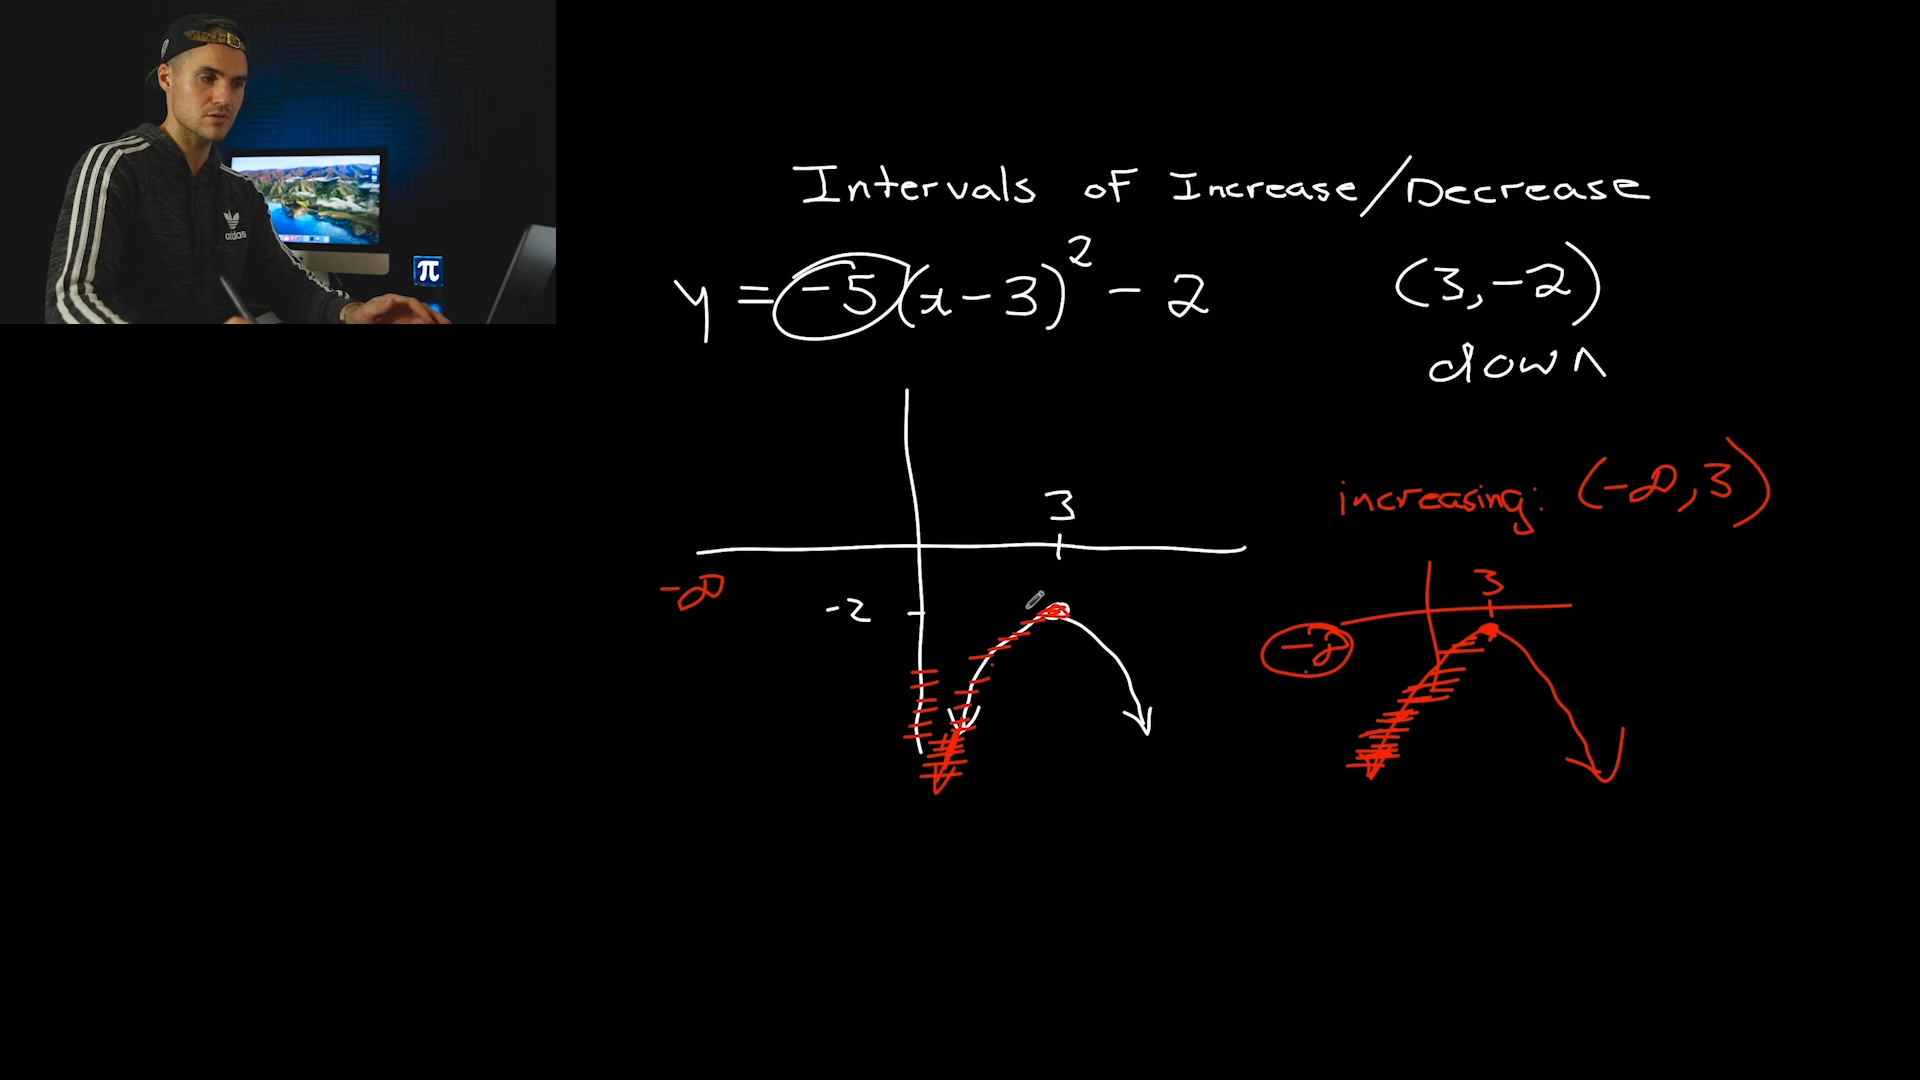 adidas
π
Intervals of Increase/Decrease
y = -5(x-3)² - 2
(3,-2)
down
increasing: (-∞,3)
3
3
-∞
-2
-∞